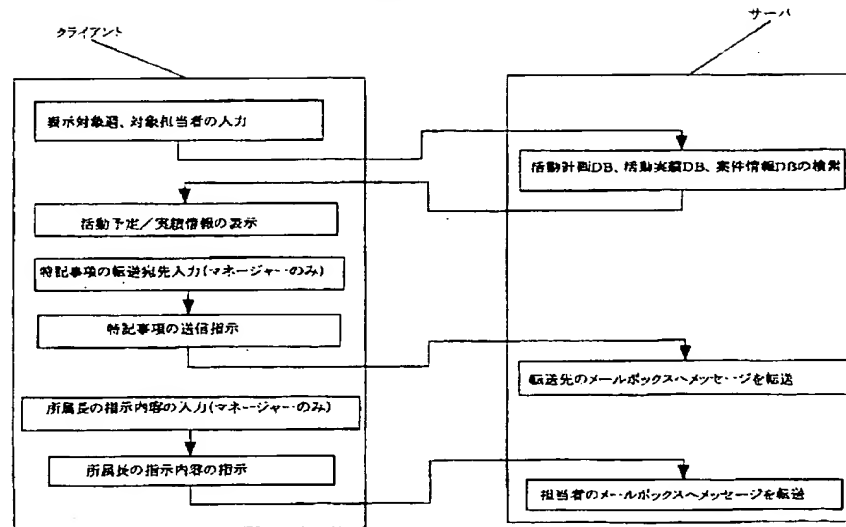 クライアント
サーバ
表示対象週、対象担当者の入力
活動計画DB、活動実績DB、案件情報DBの検索
活動予定／実績情報の表示
特記事項の転送宛先入力(マネージャーのみ)
特記事項の送信指示
転送先のメールボックスへメッセージを転送
所属長の指示内容の入力(マネージャーのみ)
所属長の指示内容の指示
担当者のメールボックスへメッセージを転送